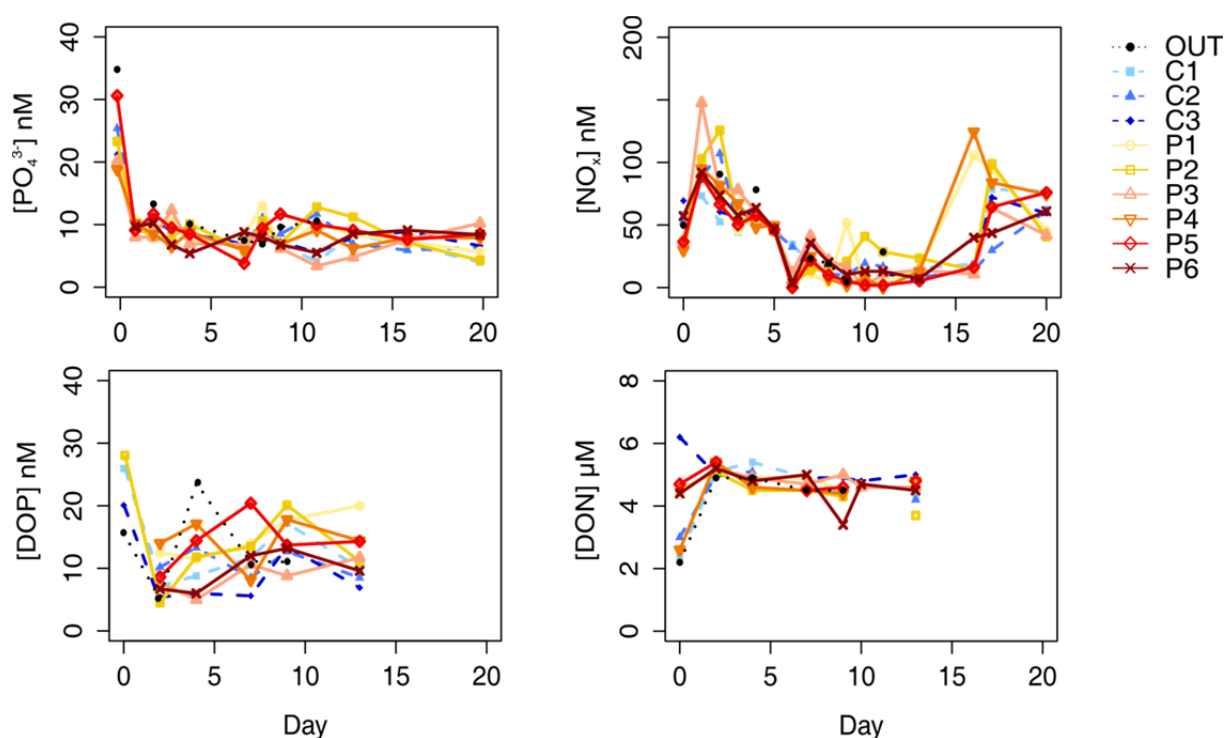 [PO₄³⁻] nM
40
30
20
10
0
0 5 10 15 20
[NOₓ] nM
200
100
50
0
0 5 10 15 20
OUT
C1
C2
C3
P1
P2
P3
P4
P5
P6
[DOP] nM
40
30
20
10
0
0 5 10 15 20
Day
[DON] µM
8
6
4
2
0
0 5 10 15 20
Day